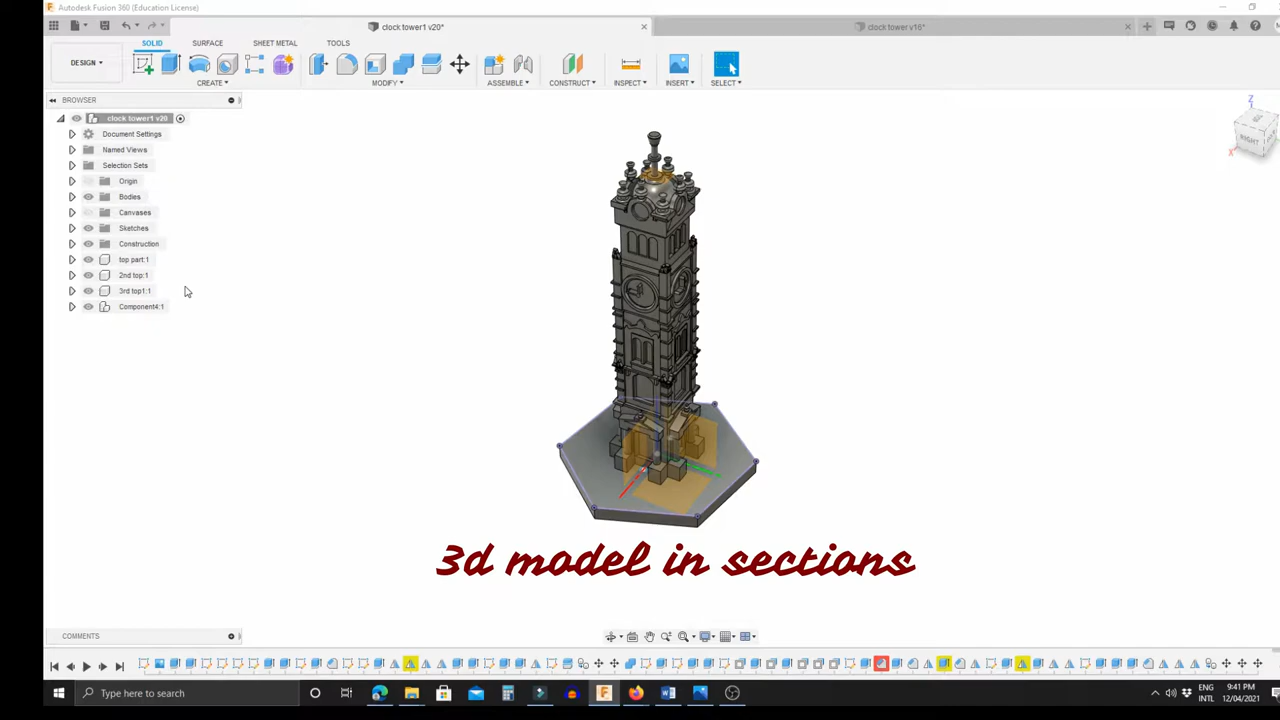 Autodesk Fusion 360 (Education License)
clock tower1 v20*
clock tower v16*
DESIGN
SOLID
SURFACE
SHEET METAL
TOOLS
CREATE
MODIFY
ASSEMBLE
CONSTRUCT
INSPECT
INSERT
SELECT
BROWSER
clock tower1 v20
Document Settings
Named Views
Selection Sets
Origin
Bodies
Canvases
Sketches
Construction
top part:1
2nd top:1
3rd top1:1
Component4:1
Z
RIGHT
X
3d model in sections
COMMENTS
Type here to search
ENG
INTL
9:41 PM
12/04/2021